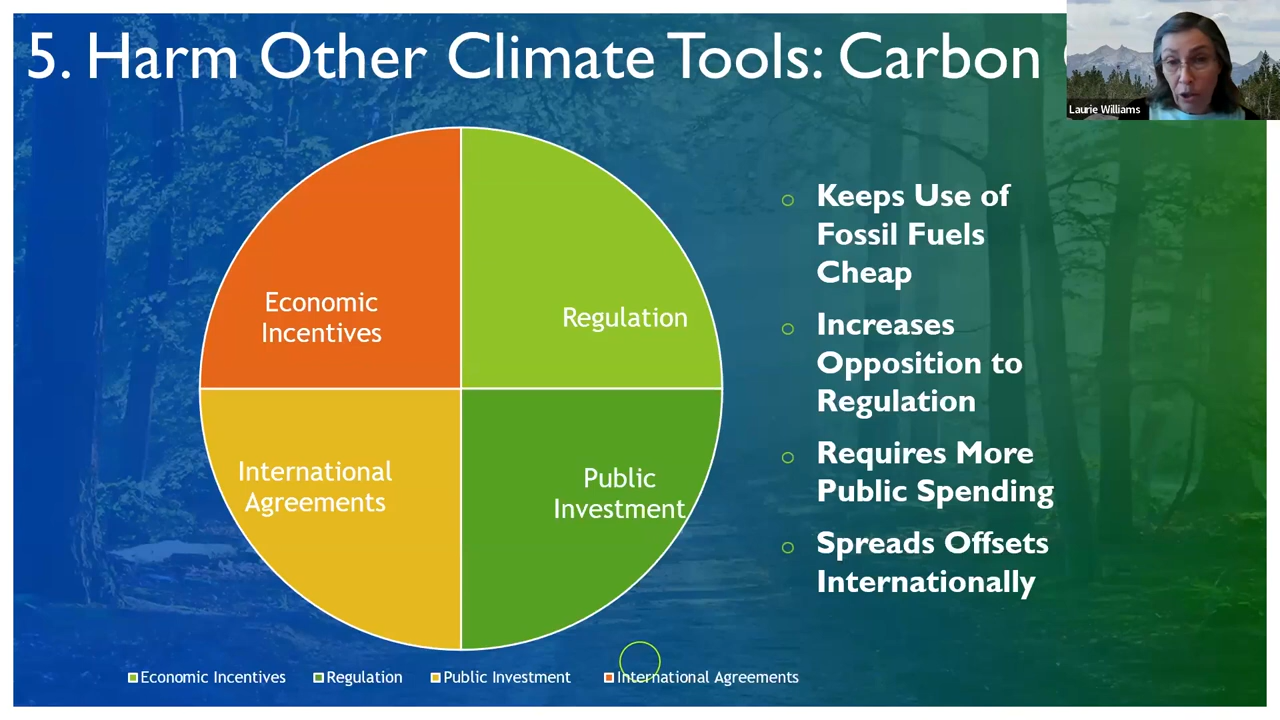 5. Harm Other Climate Tools: Carbon
Laurie Williams
Economic
Incentives
Regulation
International
Agreements
Public
Investment
Keeps Use of
Fossil Fuels
Cheap
Increases
Opposition to
Regulation
Requires More
Public Spending
Spreads Offsets
Internationally
Economic Incentives
Regulation
Public Investment
International Agreements